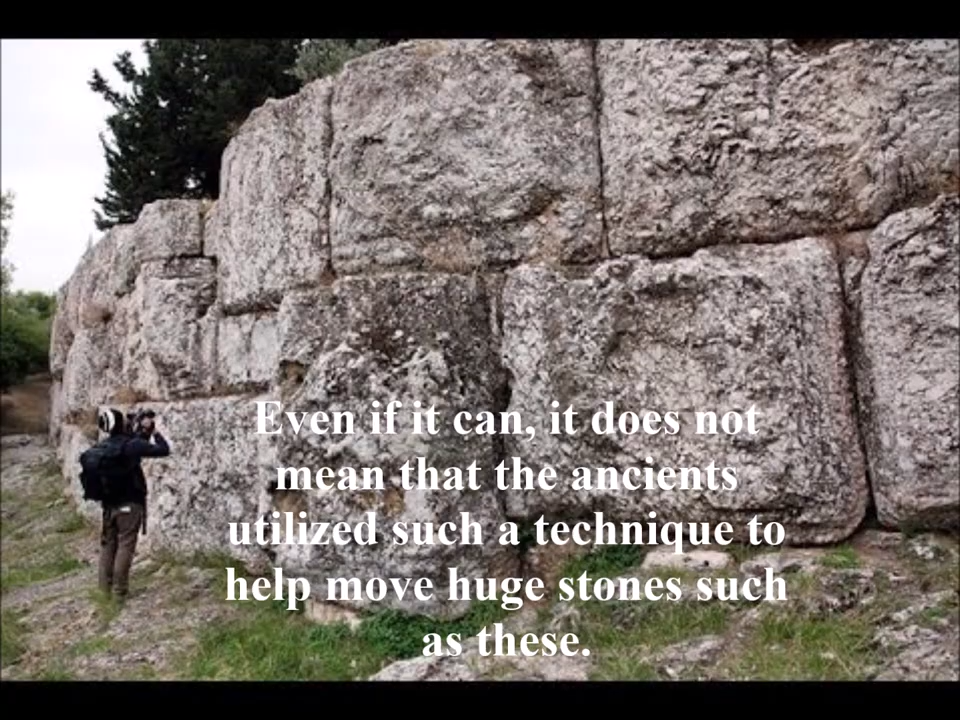 Even if it can, it does not
mean that the ancients
utilized such a technique to
help move huge stones such
as these.